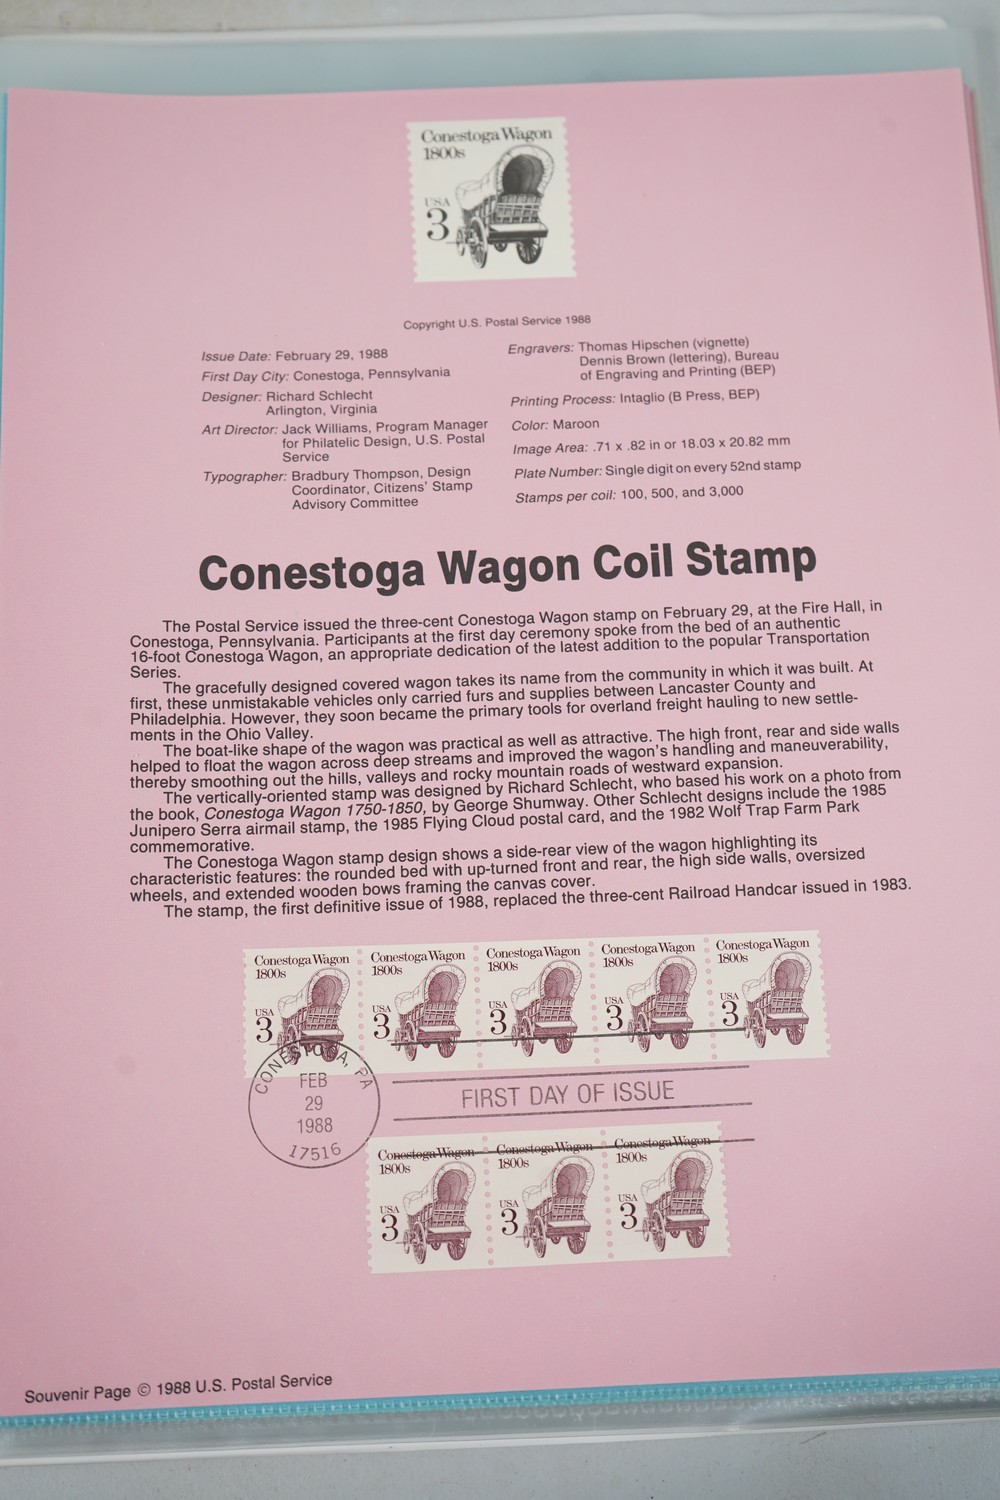 Conestoga Wagon
1800s
USA
3
Copyright U.S. Postal Service 1988
Issue Date: February 29, 1988
First Day City: Conestoga, Pennsylvania
Designer: Richard Schlecht
Arlington, Virginia
Art Director: Jack Williams, Program Manager
for Philatelic Design, U.S. Postal
Service
Typographer: Bradbury Thompson, Design
Coordinator, Citizens' Stamp
Advisory Committee
Engravers: Thomas Hipschen (vignette)
Dennis Brown (lettering), Bureau
of Engraving and Printing (BEP)
Printing Process: Intaglio (B Press, BEP)
Color: Maroon
Image Area: .71 x .82 in or 18.03 x 20.82 mm
Plate Number: Single digit on every 52nd stamp
Stamps per coil: 100, 500, and 3,000
Conestoga Wagon Coil Stamp
The Postal Service issued the three-cent Conestoga Wagon stamp on February 29, at the Fire Hall, in
Conestoga, Pennsylvania. Participants at the first day ceremony spoke from the bed of an authentic
16-foot Conestoga Wagon, an appropriate dedication of the latest addition to the popular Transportation
Series.
The gracefully designed covered wagon takes its name from the community in which it was built. At
first, these unmistakable vehicles only carried furs and supplies between Lancaster County and
Philadelphia. However, they soon became the primary tools for overland freight hauling to new settle-
ments in the Ohio Valley.
The boat-like shape of the wagon was practical as well as attractive. The high front, rear and side walls
helped to float the wagon across deep streams and improved the wagon's handling and maneuverability,
thereby smoothing out the hills, valleys and rocky mountain roads of westward expansion.
The vertically-oriented stamp was designed by Richard Schlecht, who based his work on a photo from
the book, Conestoga Wagon 1750-1850, by George Shumway. Other Schlecht designs include the 1985
Junipero Serra airmail stamp, the 1985 Flying Cloud postal card, and the 1982 Wolf Trap Farm Park
commemorative.
The Conestoga Wagon stamp design shows a side-rear view of the wagon highlighting its
characteristic features: the rounded bed with up-turned front and rear, the high side walls, oversized
wheels, and extended wooden bows framing the canvas cover.
The stamp, the first definitive issue of 1988, replaced the three-cent Railroad Handcar issued in 1983.
Conestoga Wagon
1800s
USA
3
Conestoga Wagon
1800s
USA
3
Conestoga Wagon
1800s
USA
3
Conestoga Wagon
1800s
USA
3
Conestoga Wagon
1800s
USA
3
CONESTOGA, PA
FEB
29
1988
17516
FIRST DAY OF ISSUE
Conestoga Wagon
1800s
USA
3
Conestoga Wagon
1800s
USA
3
Conestoga Wagon
1800s
USA
3
Souvenir Page © 1988 U.S. Postal Service